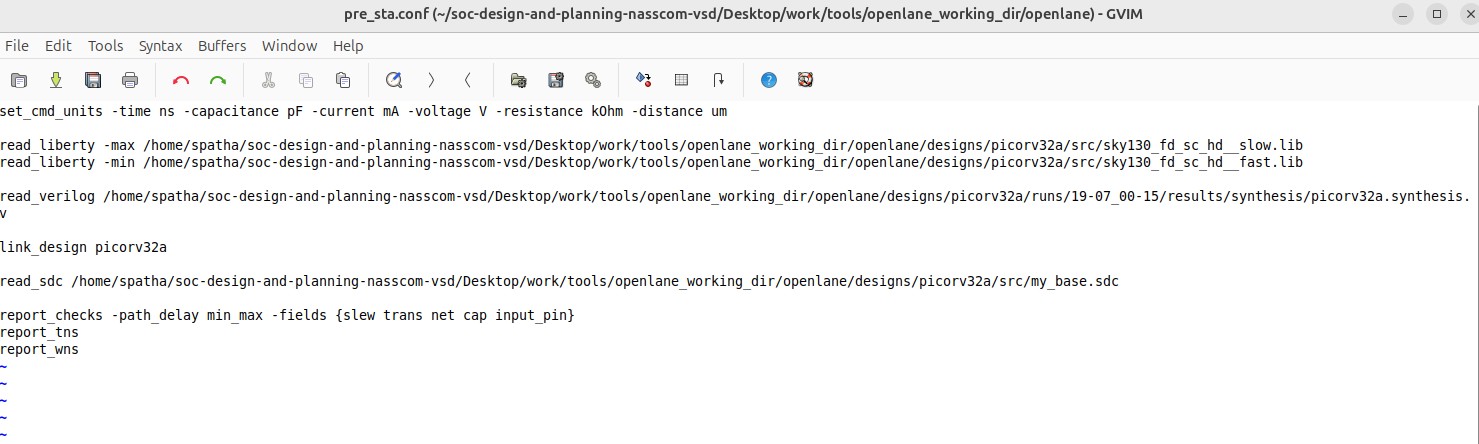 pre_sta.conf (~/soc-design-and-planning-nasscom-vsd/Desktop/work/tools/openlane_working_dir/openlane) - GVIM
File Edit Tools Syntax Buffers Window Help
set_cmd_units -time ns -capacitance pF -current mA -voltage V -resistance kOhm -distance um
read_liberty -max /home/spatha/soc-design-and-planning-nasscom-vsd/Desktop/work/tools/openlane_working_dir/openlane/designs/picorv32a/src/sky130_fd_sc_hd__slow.lib
read_liberty -min /home/spatha/soc-design-and-planning-nasscom-vsd/Desktop/work/tools/openlane_working_dir/openlane/designs/picorv32a/src/sky130_fd_sc_hd__fast.lib
read_verilog /home/spatha/soc-design-and-planning-nasscom-vsd/Desktop/work/tools/openlane_working_dir/openlane/designs/picorv32a/runs/19-07_00-15/results/synthesis/picorv32a.synthesis.
v
link_design picorv32a
read_sdc /home/spatha/soc-design-and-planning-nasscom-vsd/Desktop/work/tools/openlane_working_dir/openlane/designs/picorv32a/src/my_base.sdc
report_checks -path_delay min_max -fields {slew trans net cap input_pin}
report_tns
report_wns
~
~
~
~
~